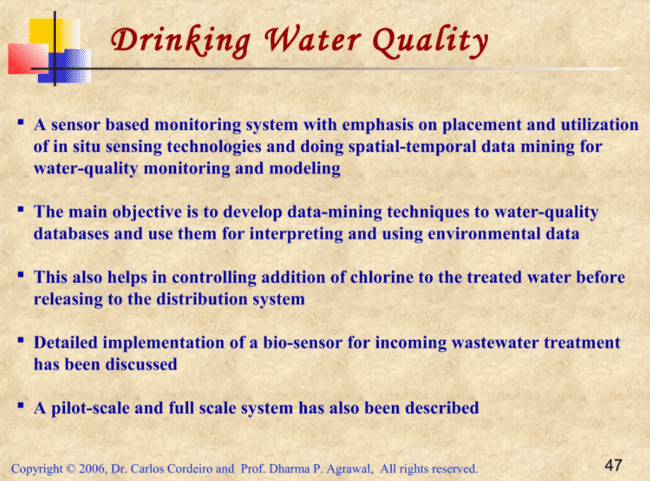 Drinking Water Quality
▪ A sensor based monitoring system with emphasis on placement and utilization
of in situ sensing technologies and doing spatial-temporal data mining for
water-quality monitoring and modeling
▪ The main objective is to develop data-mining techniques to water-quality
databases and use them for interpreting and using environmental data
▪ This also helps in controlling addition of chlorine to the treated water before
releasing to the distribution system
▪ Detailed implementation of a bio-sensor for incoming wastewater treatment
has been discussed
▪ A pilot-scale and full scale system has also been described
Copyright © 2006, Dr. Carlos Cordeiro and Prof. Dharma P. Agrawal, All rights reserved.
47